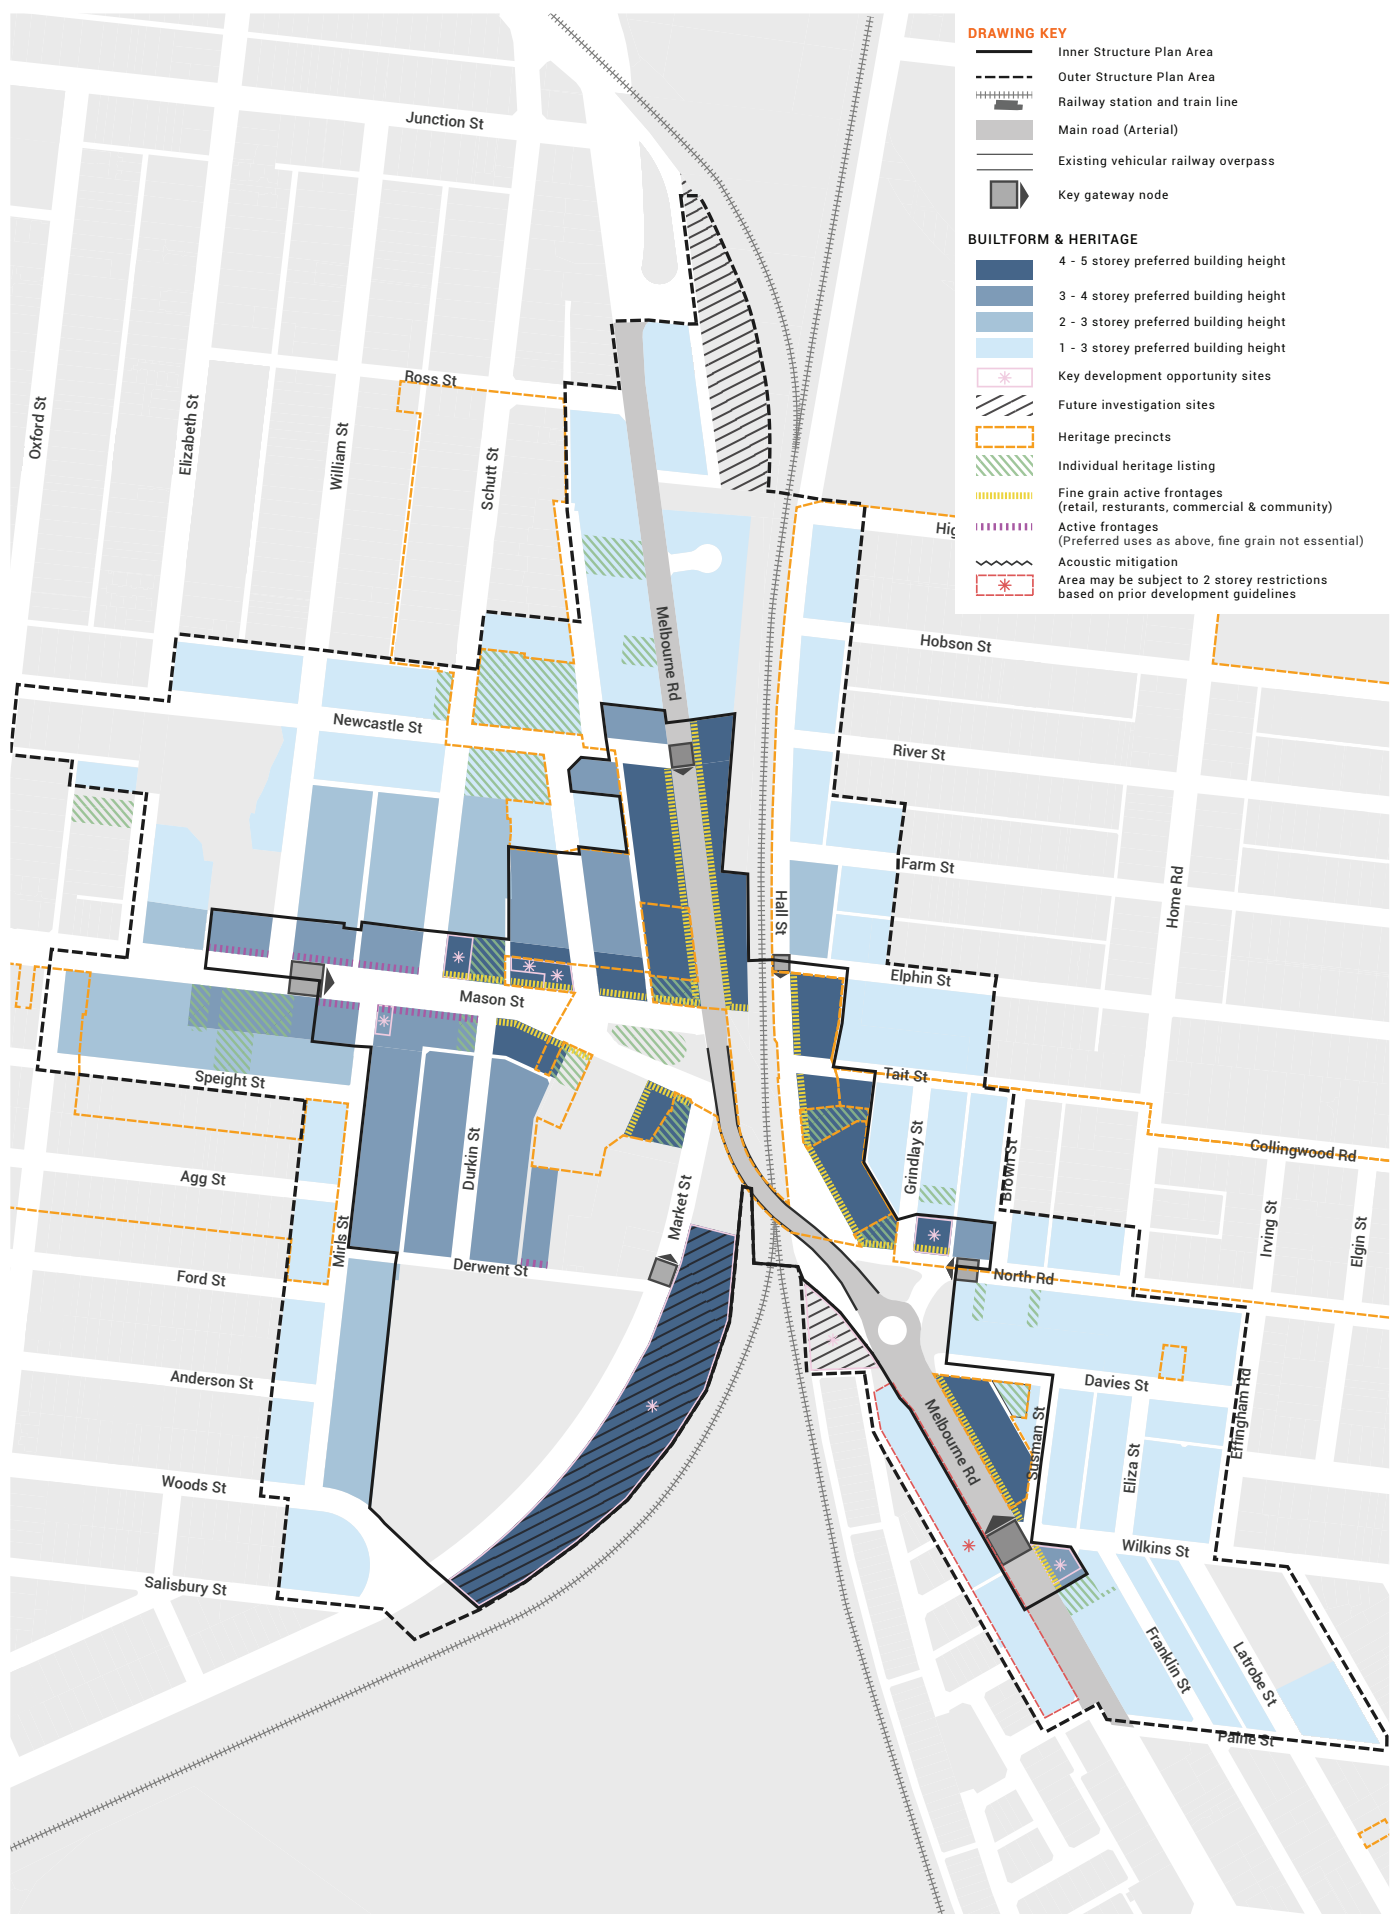 DRAWING KEY
Inner Structure Plan Area
Outer Structure Plan Area
Railway station and train line
Main road (Arterial)
Existing vehicular railway overpass
Key gateway node
BUILTFORM & HERITAGE
4 - 5 storey preferred building height
3 - 4 storey preferred building height
2 - 3 storey preferred building height
1 - 3 storey preferred building height
Key development opportunity sites
Future investigation sites
Heritage precincts
Individual heritage listing
Fine grain active frontages
(retail, resturants, commercial & community)
Active frontages
(Preferred uses as above, fine grain not essential)
Acoustic mitigation
Area may be subject to 2 storey restrictions
based on prior development guidelines
Junction St
Ross St
Oxford St
Elizabeth St
William St
Schutt St
Hig
Melbourne Rd
Hobson St
Newcastle St
River St
Farm St
Home Rd
Hall St
Elphin St
Mason St
Speight St
Tait St
Collingwood Rd
Grindlay St
Brown St
Durkin St
Agg St
Market St
Mirls St
Irving St
Elgin St
Derwent St
Ford St
North Rd
Anderson St
Davies St
Effingham Rd
Melbourne Rd
Susman St
Eliza St
Woods St
Wilkins St
Salisbury St
Franklin St
Latrobe St
Paine St